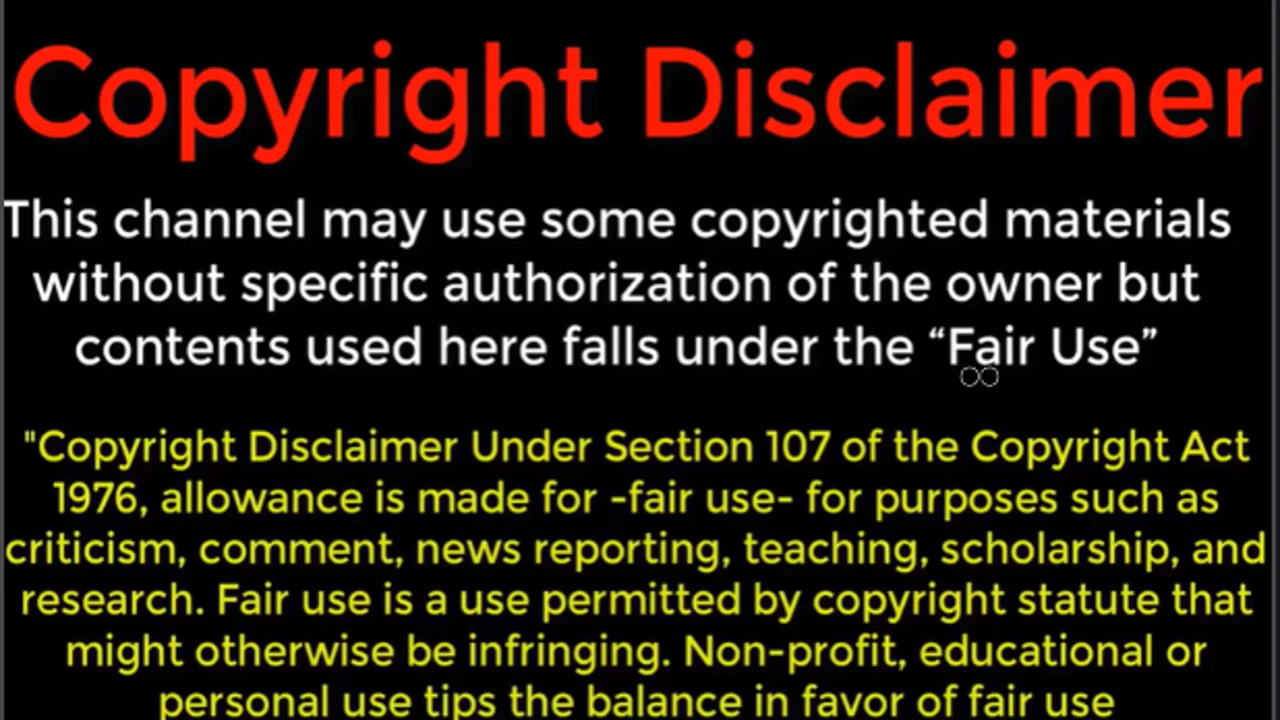 Copyright Disclaimer
This channel may use some copyrighted materials
without specific authorization of the owner but
contents used here falls under the “Fair Use”
"Copyright Disclaimer Under Section 107 of the Copyright Act
1976, allowance is made for -fair use- for purposes such as
criticism, comment, news reporting, teaching, scholarship, and
research. Fair use is a use permitted by copyright statute that
might otherwise be infringing. Non-profit, educational or
personal use tips the balance in favor of fair use